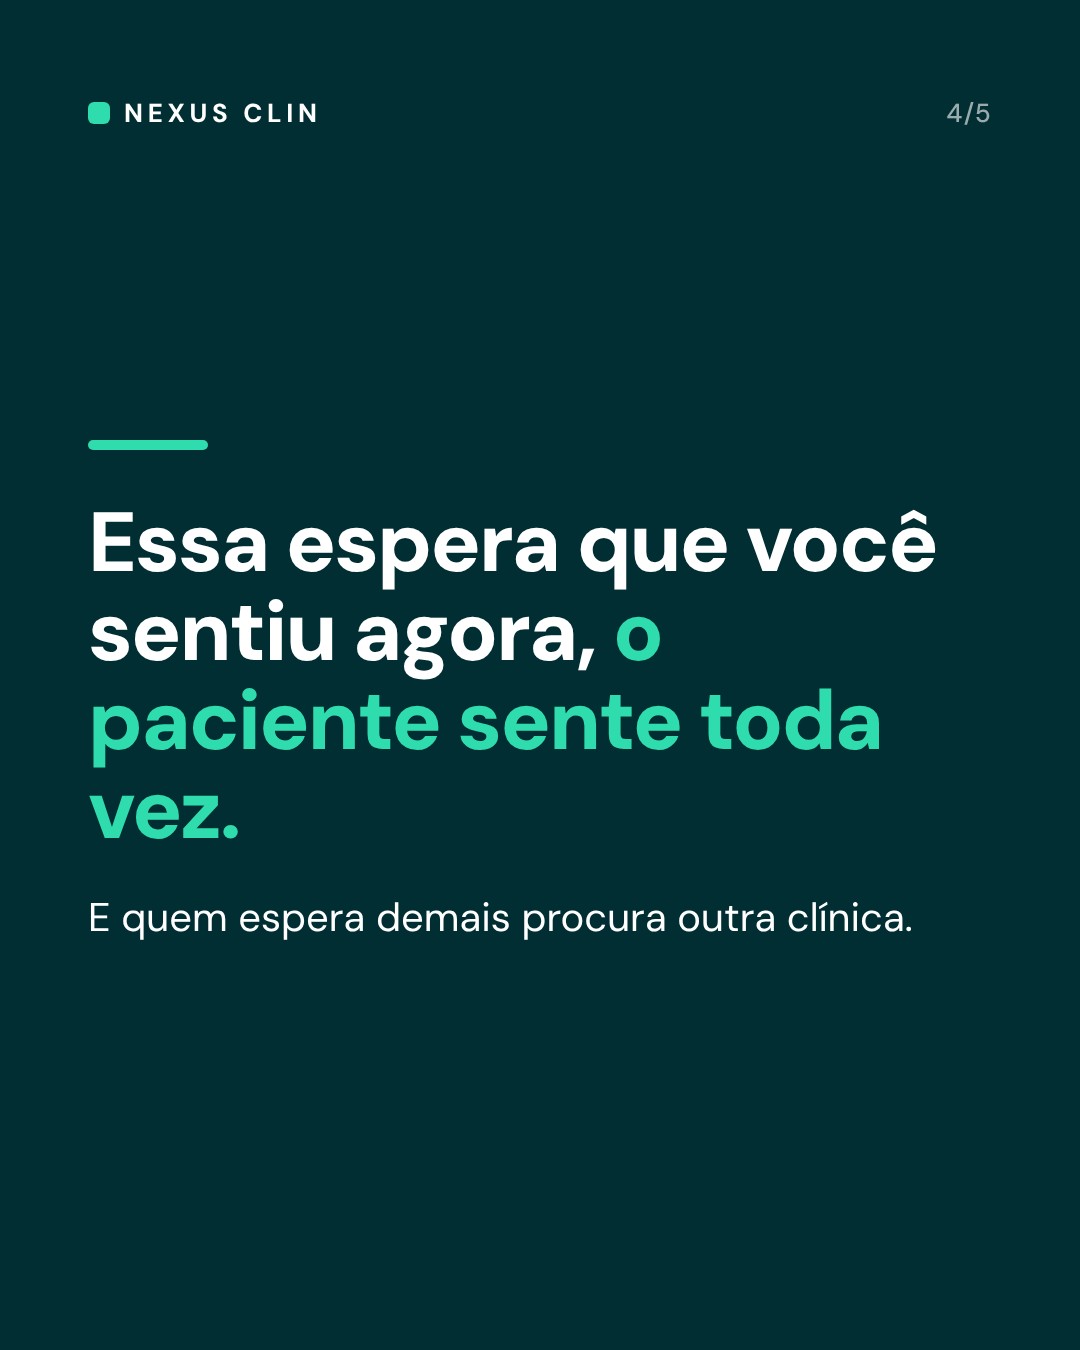 NEXUS CLIN
4/5
Essa espera que você
sentiu agora, o
paciente sente toda
vez.
E quem espera demais procura outra clínica.